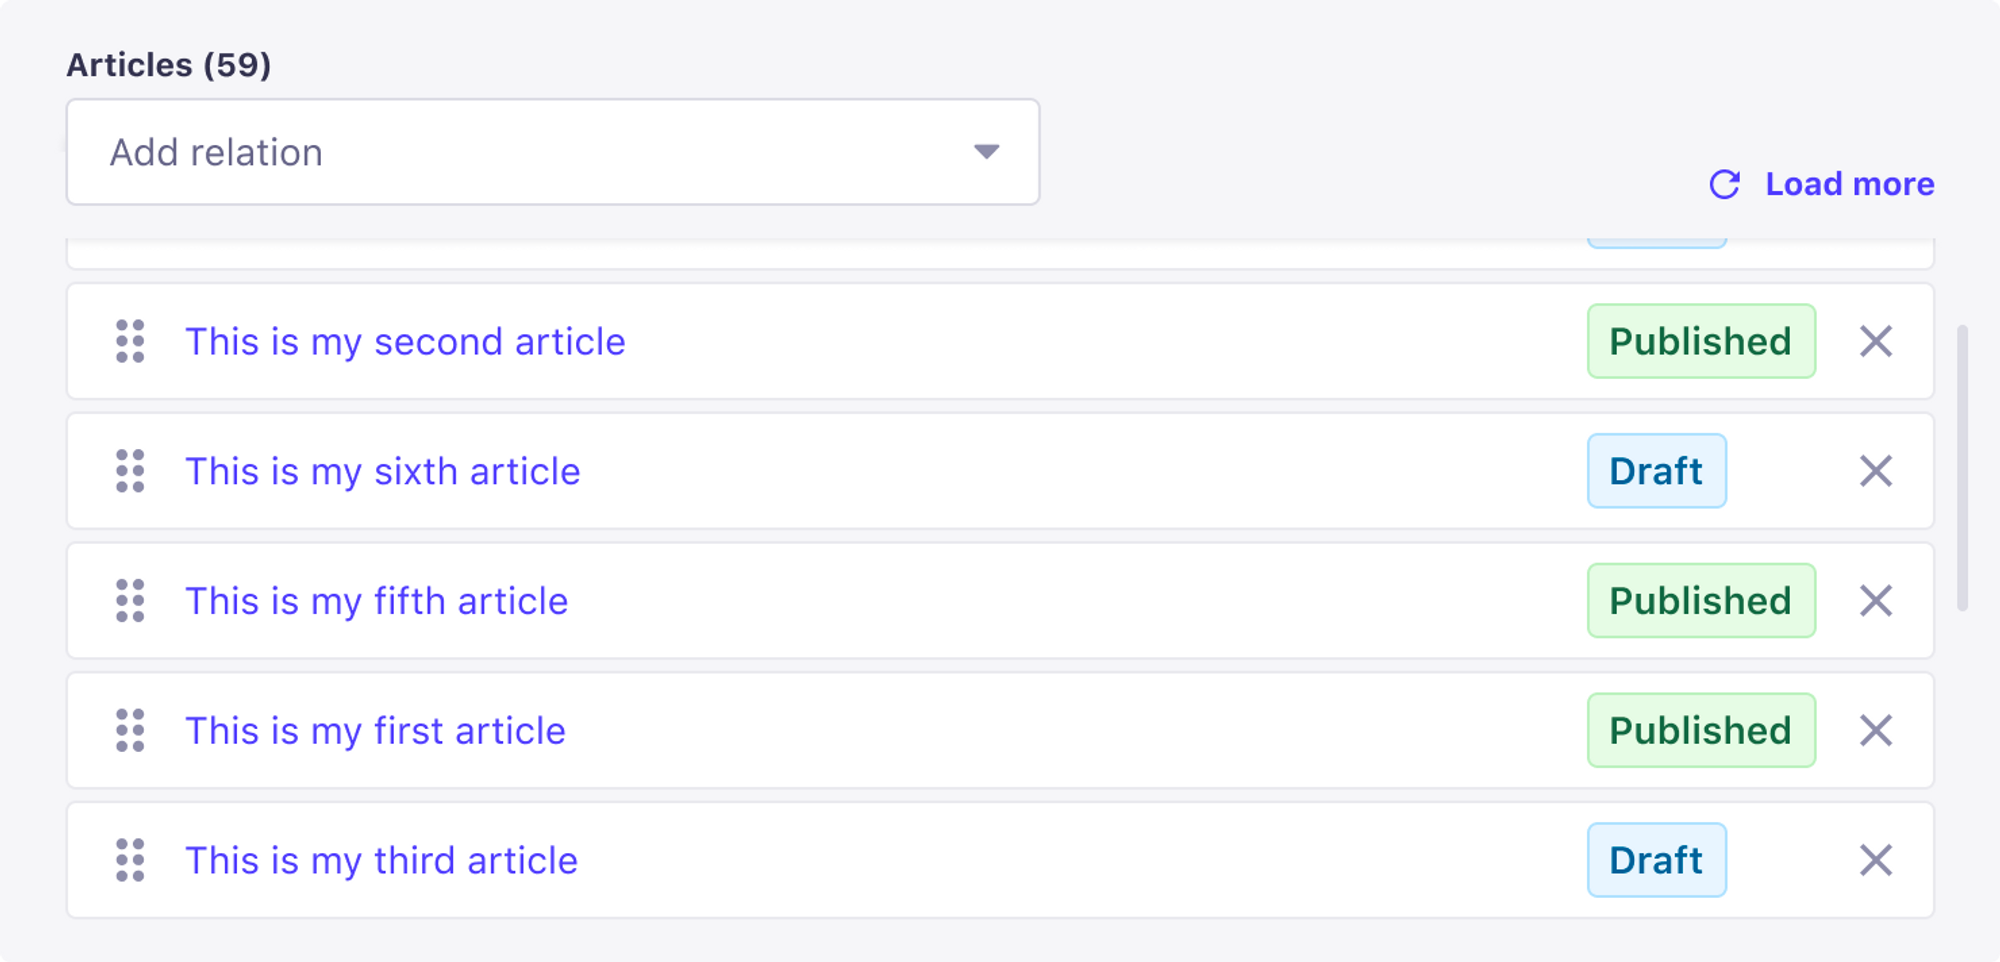 Articles (59)
Add relation
Load more
This is my second article Published
This is my sixth article Draft
This is my fifth article Published
This is my first article Published
This is my third article Draft